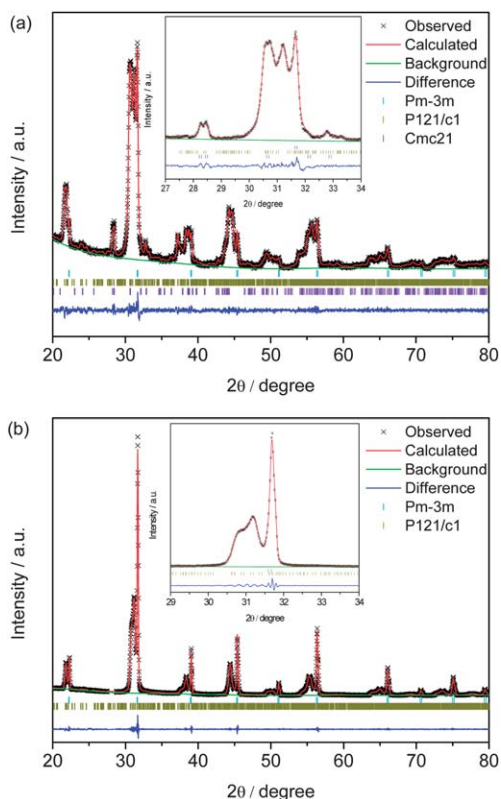 (a)
Observed
Calculated
Background
Difference
Pm-3m
P121/c1
Cmc21
Intensity / a.u.
27 28 29 30 31 32 33 34
2θ / degree
Intensity / a.u.
20 30 40 50 60 70 80
2θ / degree
(b)
Observed
Calculated
Background
Difference
Pm-3m
P121/c1
Intensity / a.u.
29 30 31 32 33 34
2θ / degree
Intensity / a.u.
20 30 40 50 60 70 80
2θ / degree